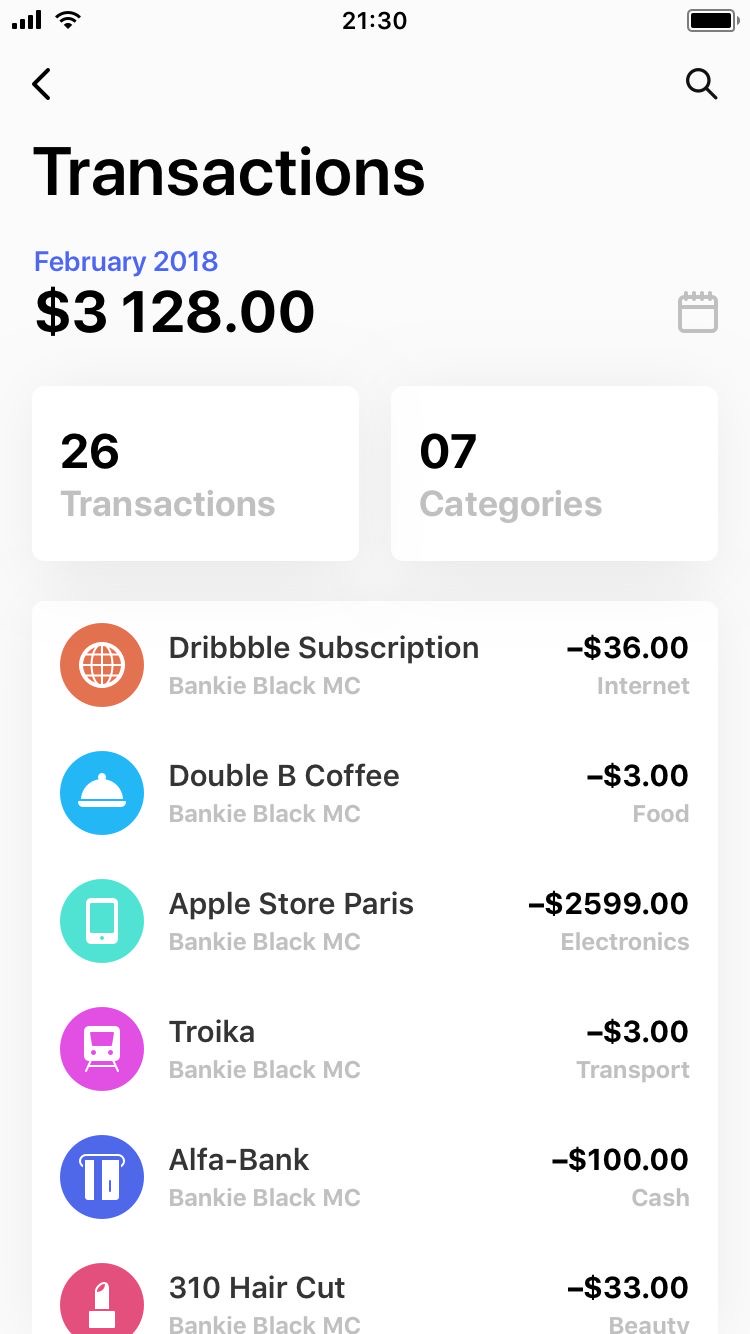 21:30
Transactions
February 2018
$3 128.00
26
Transactions
07
Categories
Dribbble Subscription
–$36.00
Bankie Black MC
Internet
Double B Coffee
–$3.00
Bankie Black MC
Food
Apple Store Paris
–$2599.00
Bankie Black MC
Electronics
Troika
–$3.00
Bankie Black MC
Transport
Alfa-Bank
–$100.00
Bankie Black MC
Cash
310 Hair Cut
–$33.00
Bankie Black MC
Beauty